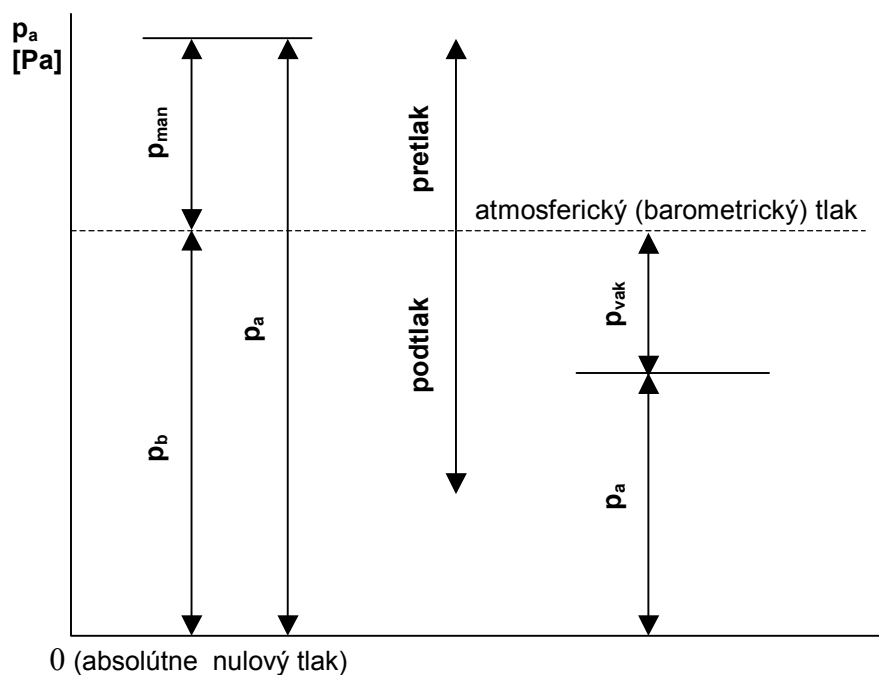 pₐ
[Pa]
pman
pretlak
atmosferický (barometrický) tlak
pvak
pₐ
podtlak
pb
pₐ
0 (absolútne nulový tlak)